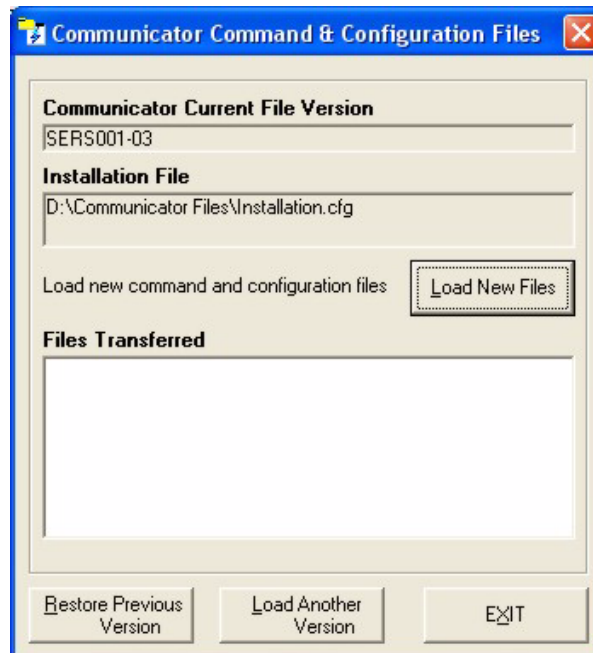 Communicator Command & Configuration Files
Communicator Current File Version
SERS001-03
Installation File
D:\Communicator Files\Installation.cfg
Load new command and configuration files
Load New Files
Files Transferred
Restore Previous
Version
Load Another
Version
EXIT